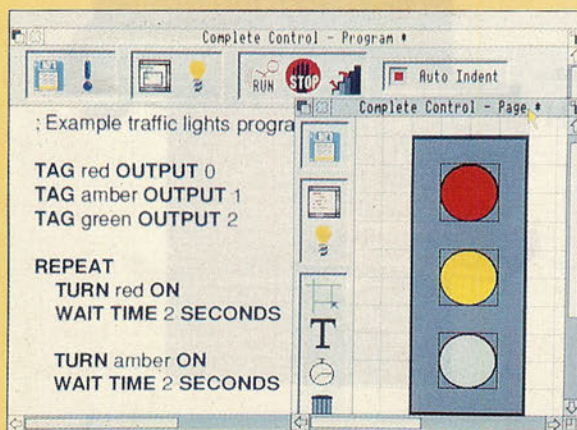 Complete Control - Program *
RUN STOP
Auto Indent
Complete Control - Page *
; Example traffic lights progra
TAG red OUTPUT 0
TAG amber OUTPUT 1
TAG green OUTPUT 2
REPEAT
TURN red ON
WAIT TIME 2 SECONDS
TURN amber ON
WAIT TIME 2 SECONDS
T